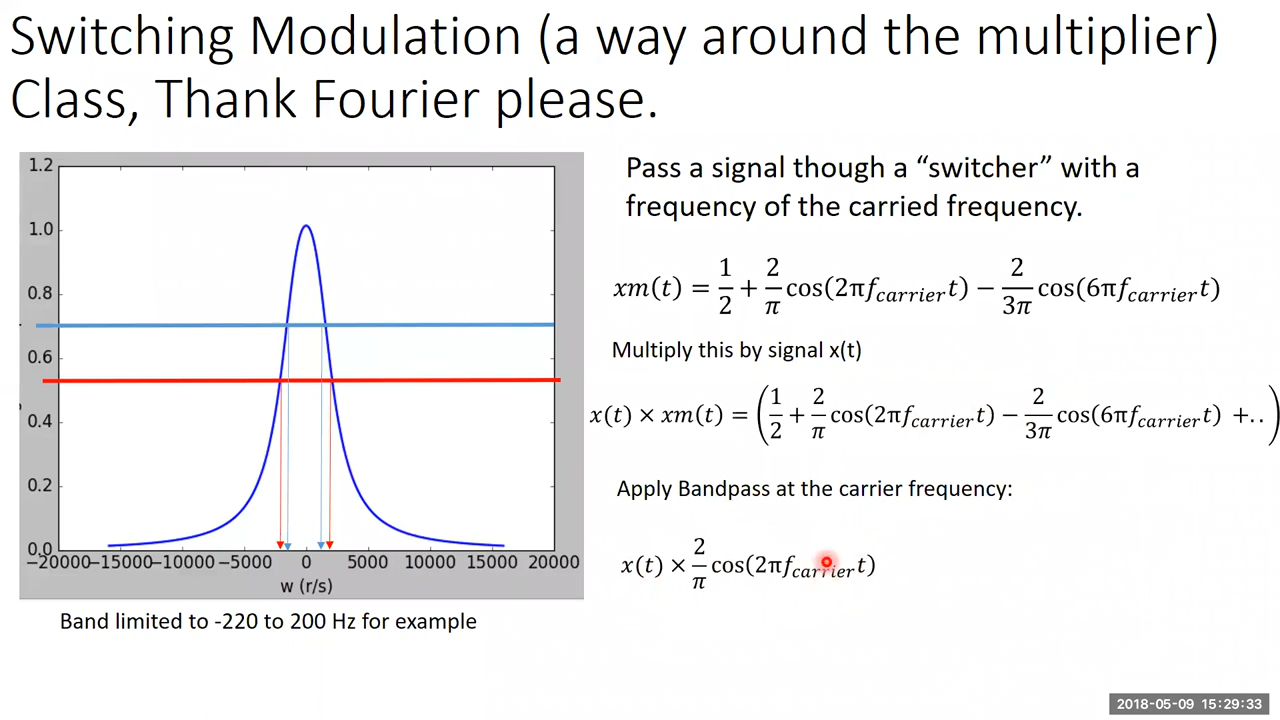 Switching Modulation (a way around the multiplier)
Class, Thank Fourier please.
1.2
1.0
0.8
0.6
0.4
0.2
0.0
−20000−15000−10000 −5000 0 5000 10000 15000 20000
w (r/s)
Band limited to -220 to 200 Hz for example
Pass a signal though a “switcher” with a
frequency of the carried frequency.
xm(t) = 1/2 + 2/π cos(2πf_carrier t) − 2/3π cos(6πf_carrier t)
Multiply this by signal x(t)
x(t) × xm(t) = (1/2 + 2/π cos(2πf_carrier t) − 2/3π cos(6πf_carrier t) +..)
Apply Bandpass at the carrier frequency:
x(t) × 2/π cos(2πf_carrier t)
2018-05-09 15:29:33